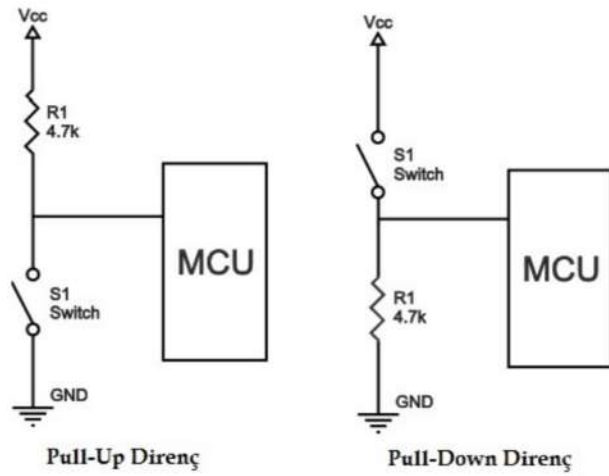 Vcc
R1
4.7k
MCU
S1
Switch
GND
Pull-Up Direnç
Vcc
S1
Switch
MCU
R1
4.7k
GND
Pull-Down Direnç